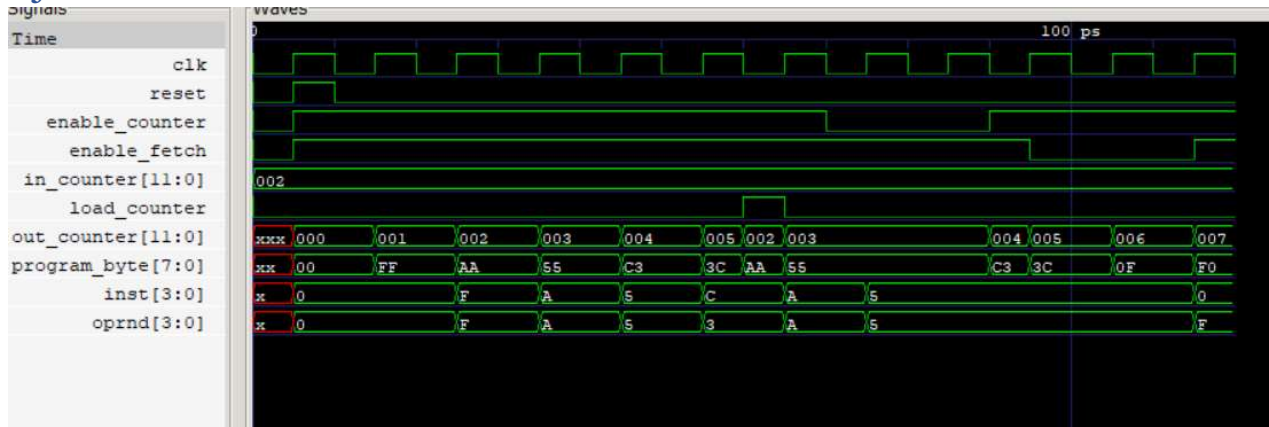 Signals
Waves
Time
0
100 ps
clk
reset
enable_counter
enable_fetch
in_counter[11:0]
002
load_counter
out_counter[11:0]
xxx 000 001 002 003 004 005 002 003 004 005 006 007
program_byte[7:0]
xx 00 FF AA 55 C3 3C AA 55 C3 3C 0F F0
inst[3:0]
x 0 F A 5 C A 5 0
oprnd[3:0]
x 0 F A 5 3 A 5 F